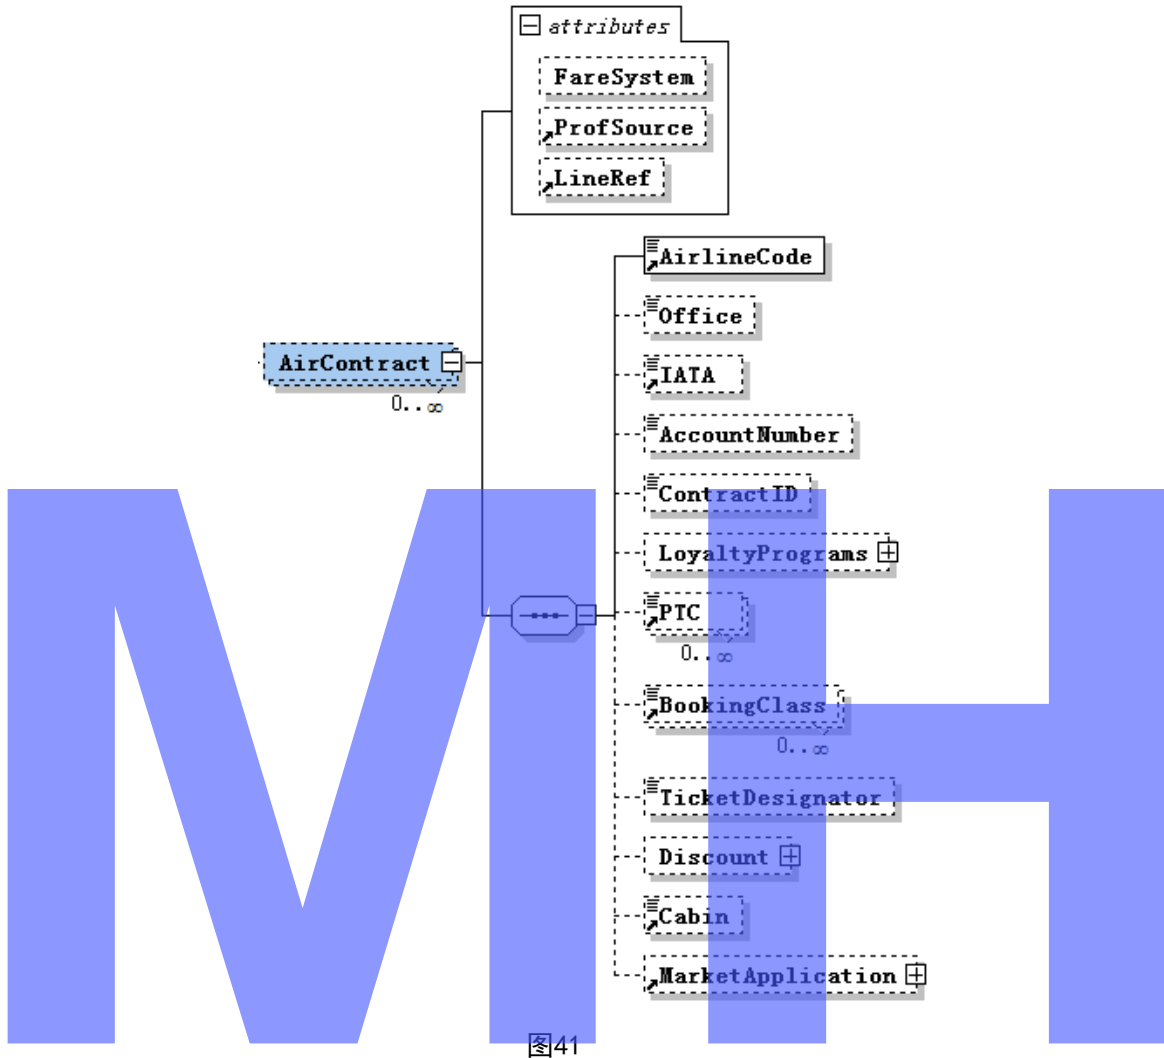 attributes
FareSystem
ProfSource
LineRef
AirContract
0..∞
AirlineCode
Office
IATA
AccountNumber
ContractID
LoyaltyPrograms
PTC
0..∞
BookingClass
0..∞
TicketDesignator
Discount
Cabin
MarketApplication
MH
图41